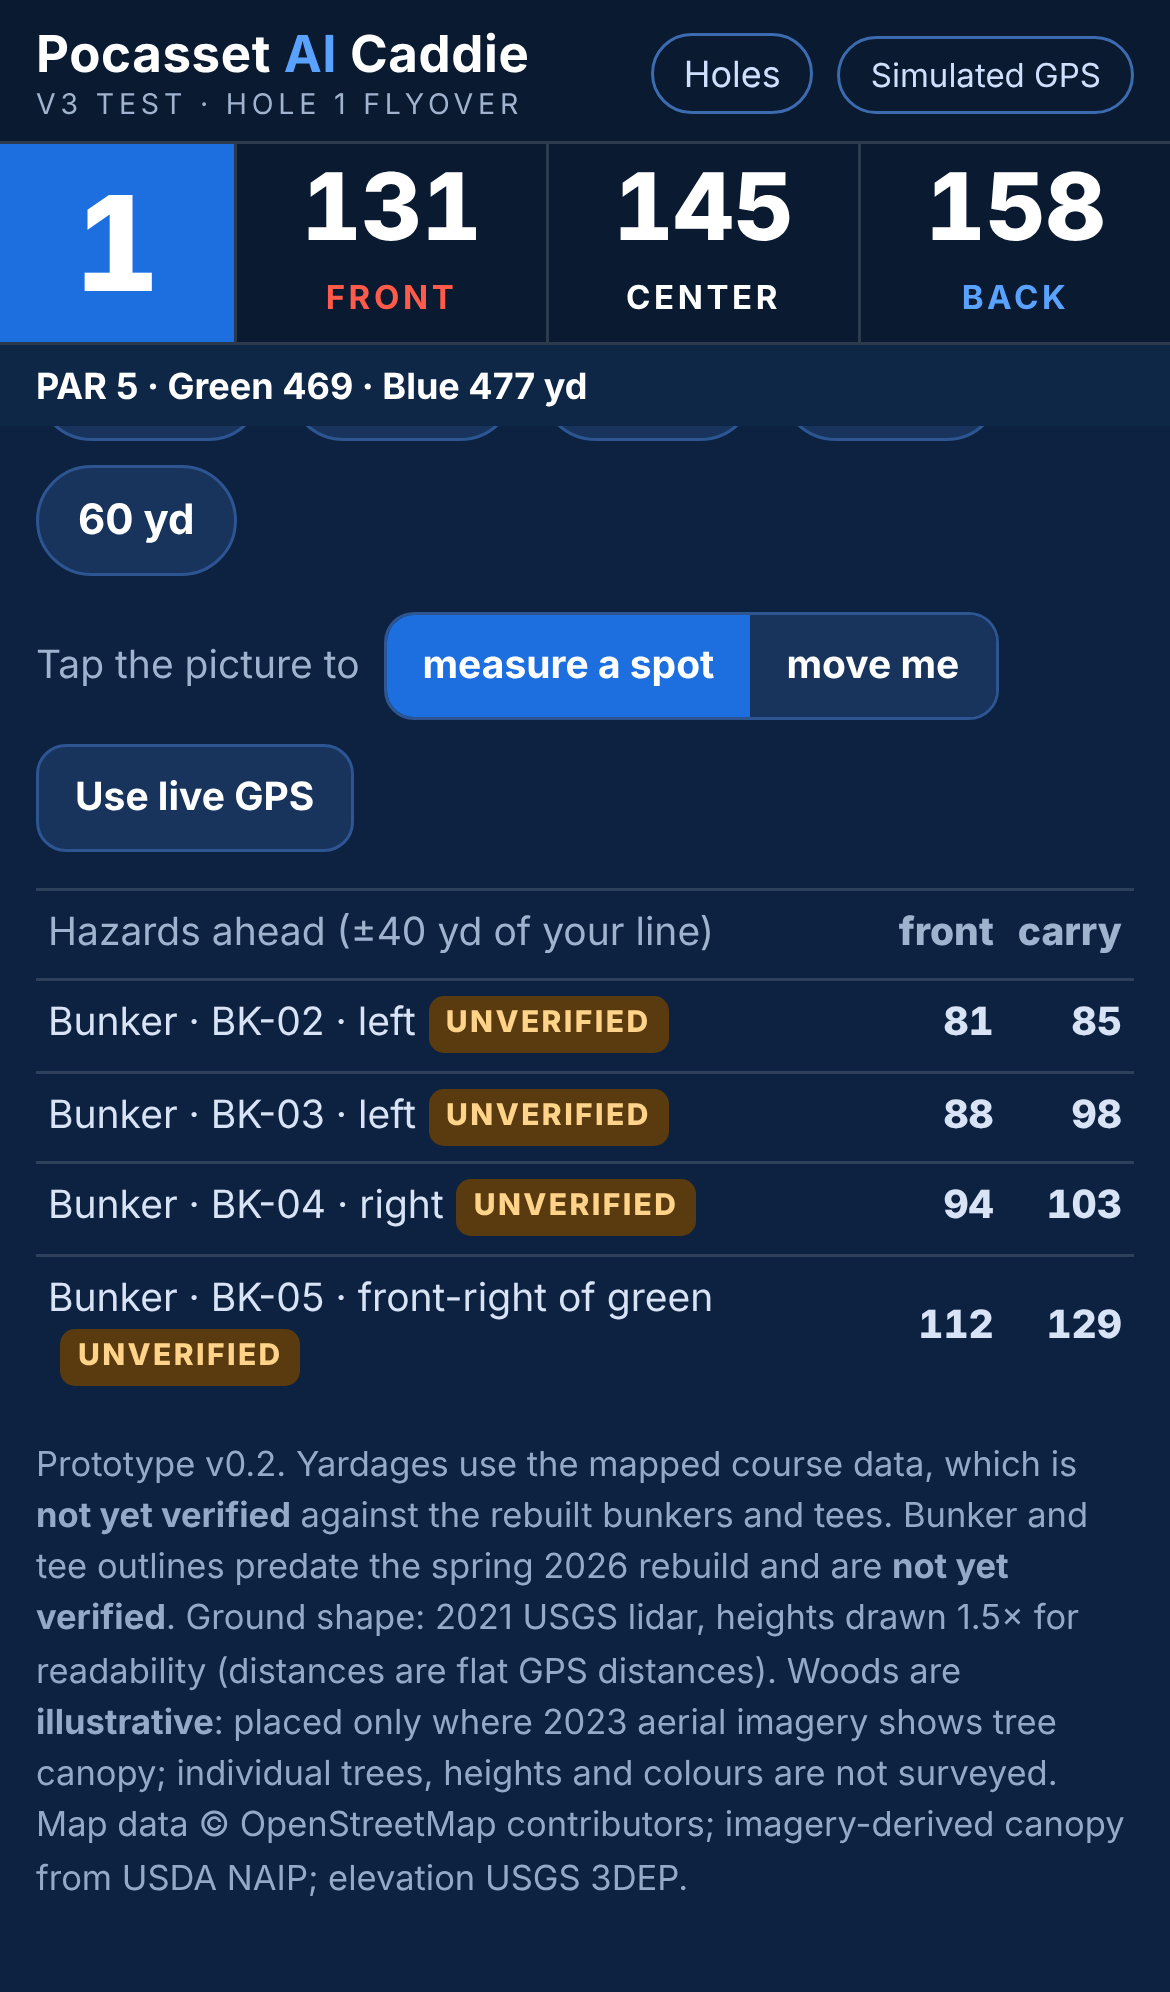 Pocasset AI Caddie
V3 TEST · HOLE 1 FLYOVER
Holes
Simulated GPS
1
131
FRONT
145
CENTER
158
BACK
PAR 5 · Green 469 · Blue 477 yd
60 yd
Tap the picture to
measure a spot
move me
Use live GPS
Hazards ahead (±40 yd of your line) front carry
Bunker · BK-02 · left UNVERIFIED 81 85
Bunker · BK-03 · left UNVERIFIED 88 98
Bunker · BK-04 · right UNVERIFIED 94 103
Bunker · BK-05 · front-right of green
UNVERIFIED
112 129
Prototype v0.2. Yardages use the mapped course data, which is
not yet verified against the rebuilt bunkers and tees. Bunker and
tee outlines predate the spring 2026 rebuild and are not yet
verified. Ground shape: 2021 USGS lidar, heights drawn 1.5× for
readability (distances are flat GPS distances). Woods are
illustrative: placed only where 2023 aerial imagery shows tree
canopy; individual trees, heights and colours are not surveyed.
Map data © OpenStreetMap contributors; imagery-derived canopy
from USDA NAIP; elevation USGS 3DEP.